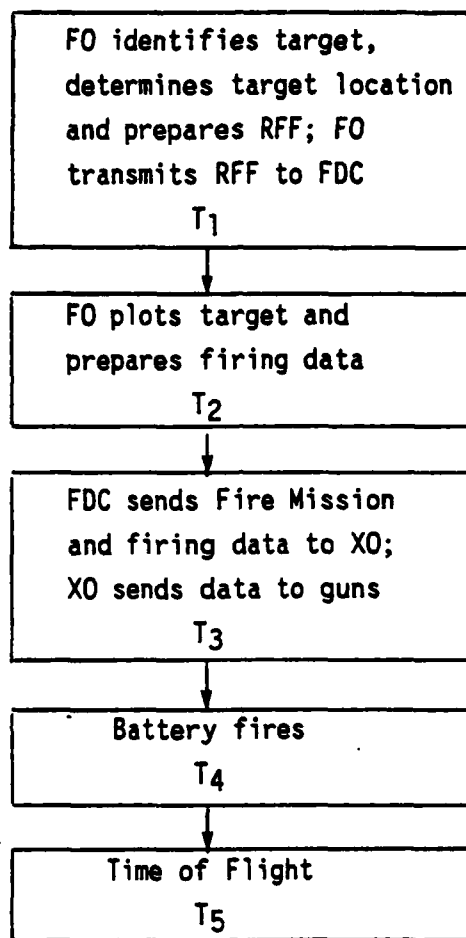 FO identifies target,
determines target location
and prepares RFF; FO
transmits RFF to FDC
T1
FO plots target and
prepares firing data
T2
FDC sends Fire Mission
and firing data to XO;
XO sends data to guns
T3
Battery fires
T4
Time of Flight
T5